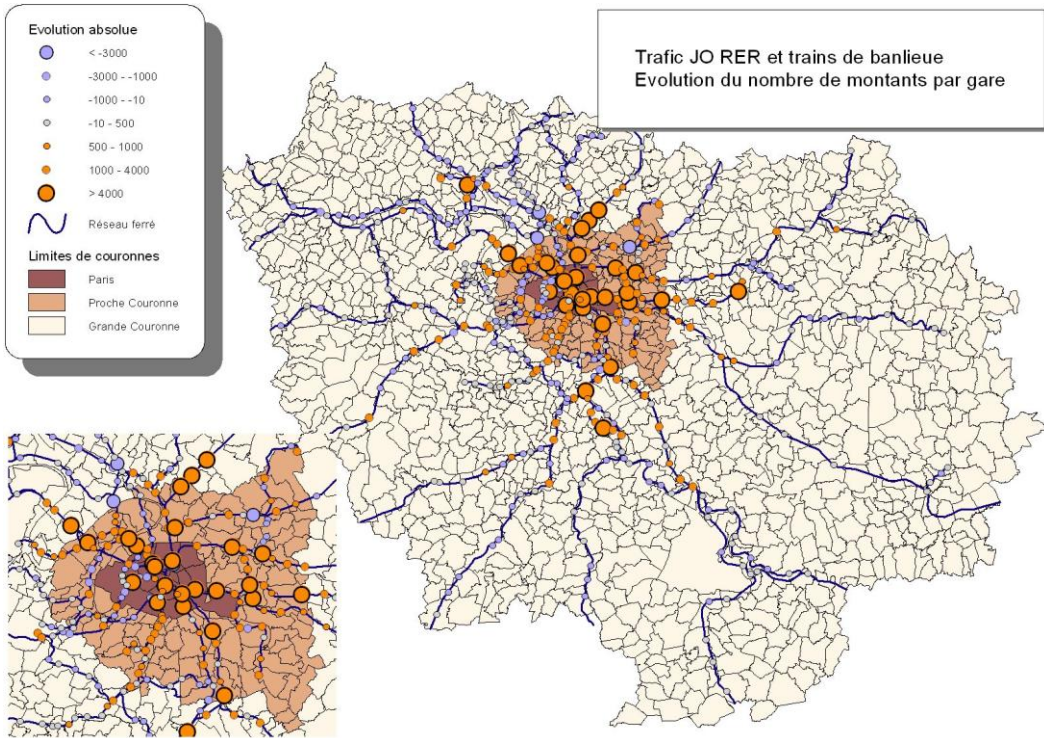 Trafic JO RER et trains de banlieue
Evolution du nombre de montants par gare
Evolution absolue
< -3000
-3000 - -1000
-1000 - -10
-10 - 500
500 - 1000
1000 - 4000
> 4000
Réseau ferré
Limites de couronnes
Paris
Proche Couronne
Grande Couronne